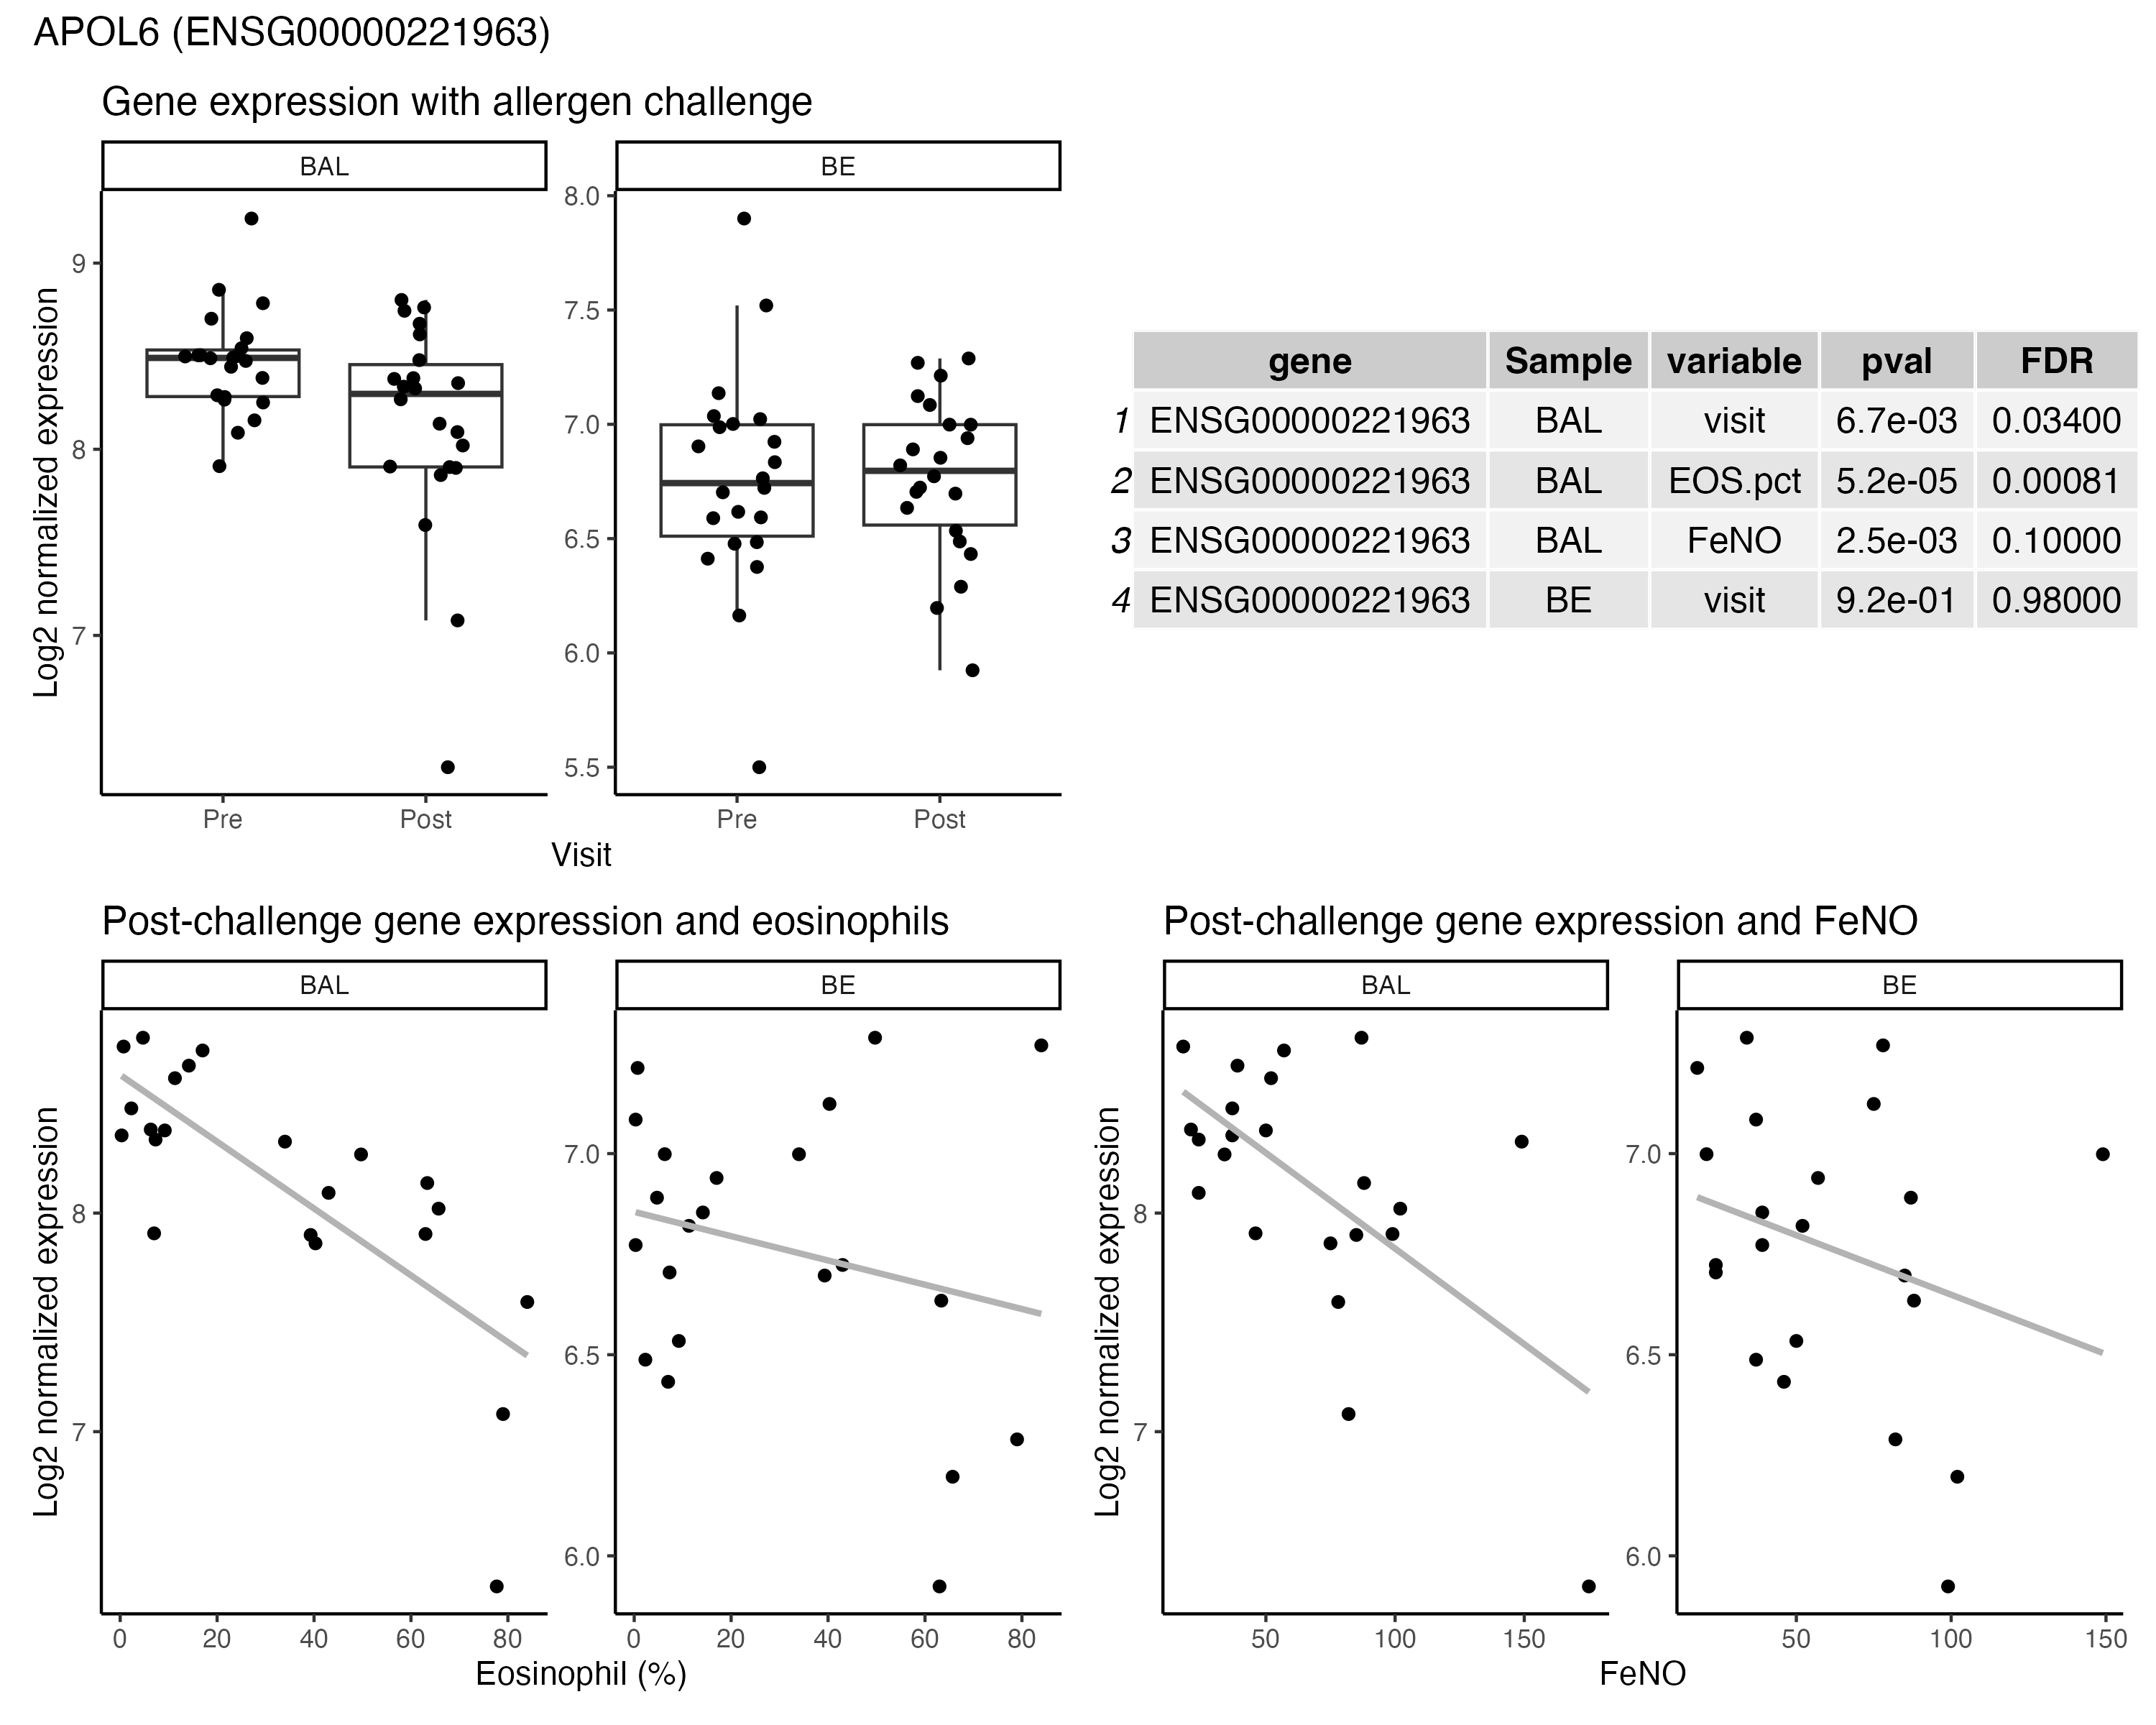 APOL6 (ENSG00000221963)
Gene expression with allergen challenge
BAL
BE
Log2 normalized expression
9
8
7
8.0
7.5
7.0
6.5
6.0
5.5
Pre
Post
Pre
Post
Visit
gene Sample variable pval FDR
1 ENSG00000221963 BAL visit 6.7e-03 0.03400
2 ENSG00000221963 BAL EOS.pct 5.2e-05 0.00081
3 ENSG00000221963 BAL FeNO 2.5e-03 0.10000
4 ENSG00000221963 BE visit 9.2e-01 0.98000
Post-challenge gene expression and eosinophils
BAL
BE
Log2 normalized expression
8
7
7.0
6.5
6.0
0 20 40 60 80
0 20 40 60 80
Eosinophil (%)
Post-challenge gene expression and FeNO
BAL
BE
Log2 normalized expression
8
7
7.0
6.5
6.0
50 100 150
50 100 150
FeNO